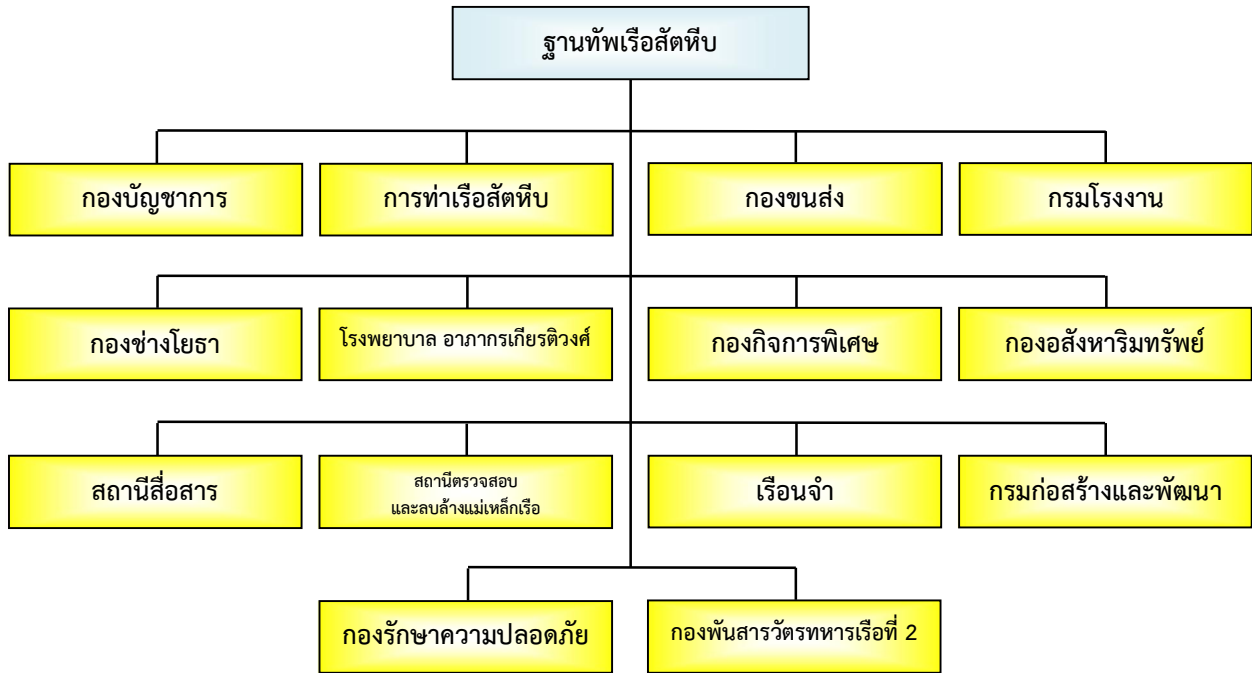 ฐานทัพเรือสัตหีบ
กองบัญชาการ
การท่าเรือสัตหีบ
กองขนส่ง
กรมโรงงาน
กองช่างโยธา
โรงพยาบาล อาภากรเกียรติวงศ์
กองกิจการพิเศษ
กองอสังหาริมทรัพย์
สถานีสื่อสาร
สถานีตรวจสอบ
และลบล้างแม่เหล็กเรือ
เรือนจำ
กรมก่อสร้างและพัฒนา
กองรักษาความปลอดภัย
กองพันสารวัตรทหารเรือที่ 2